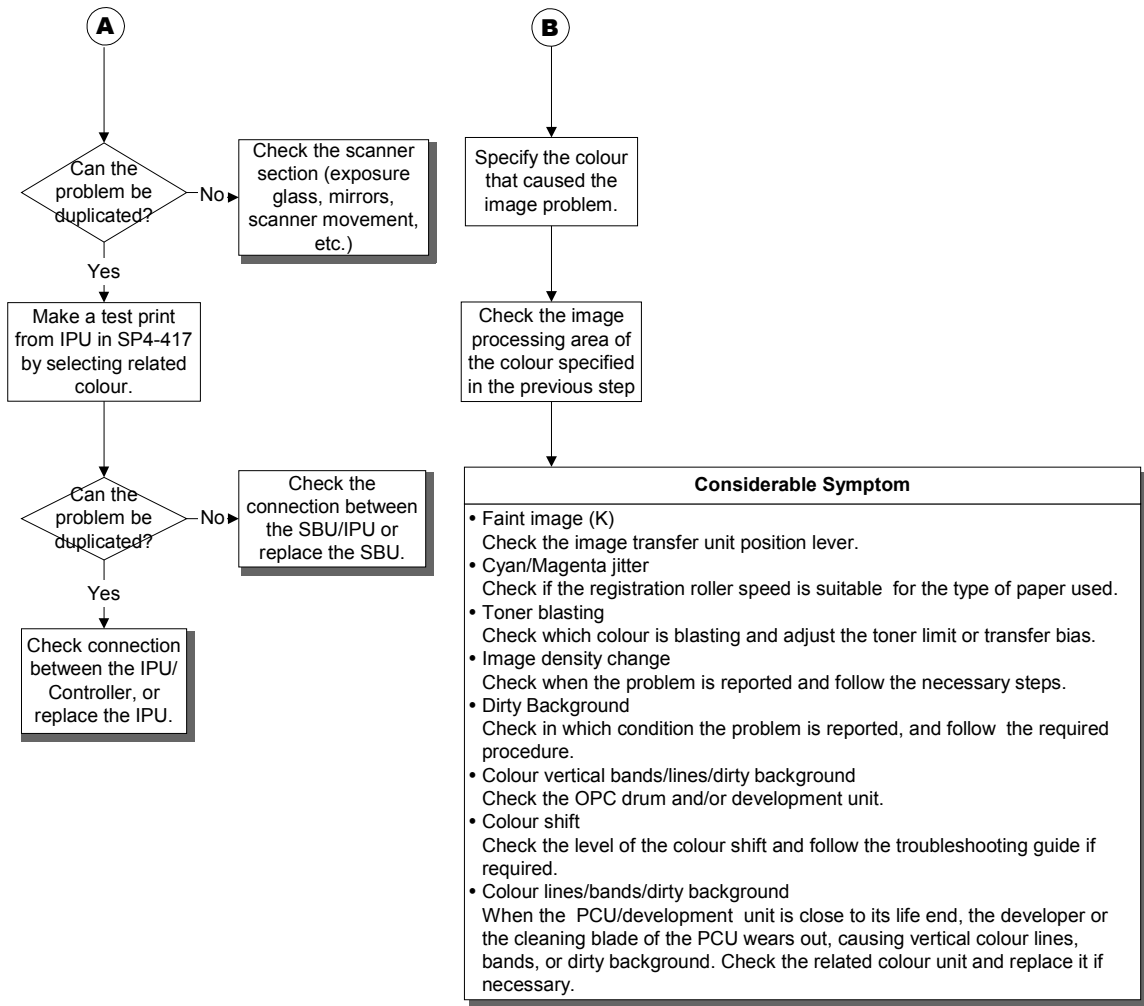 A
Can the
problem be
duplicated?
No
Check the scanner
section (exposure
glass, mirrors,
scanner movement,
etc.)
Yes
Make a test print
from IPU in SP4-417
by selecting related
colour.
Can the
problem be
duplicated?
No
Check the
connection between
the SBU/IPU or
replace the SBU.
Yes
Check connection
between the IPU/
Controller, or
replace the IPU.
B
Specify the colour
that caused the
image problem.
Check the image
processing area of
the colour specified
in the previous step
Considerable Symptom
• Faint image (K)
Check the image transfer unit position lever.
• Cyan/Magenta jitter
Check if the registration roller speed is suitable for the type of paper used.
• Toner blasting
Check which colour is blasting and adjust the toner limit or transfer bias.
• Image density change
Check when the problem is reported and follow the necessary steps.
• Dirty Background
Check in which condition the problem is reported, and follow the required
procedure.
• Colour vertical bands/lines/dirty background
Check the OPC drum and/or development unit.
• Colour shift
Check the level of the colour shift and follow the troubleshooting guide if
required.
• Colour lines/bands/dirty background
When the PCU/development unit is close to its life end, the developer or
the cleaning blade of the PCU wears out, causing vertical colour lines,
bands, or dirty background. Check the related colour unit and replace it if
necessary.